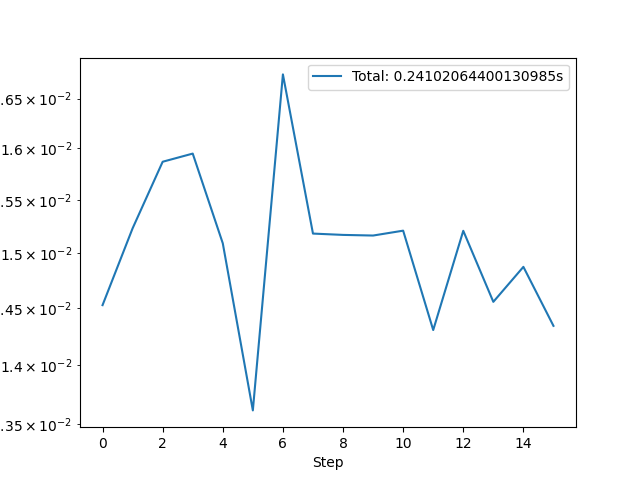 Total: 0.24102064400130985s
.65 × 10⁻²
1.6 × 10⁻²
.55 × 10⁻²
1.5 × 10⁻²
.45 × 10⁻²
1.4 × 10⁻²
.35 × 10⁻²
0 2 4 6 8 10 12 14
Step